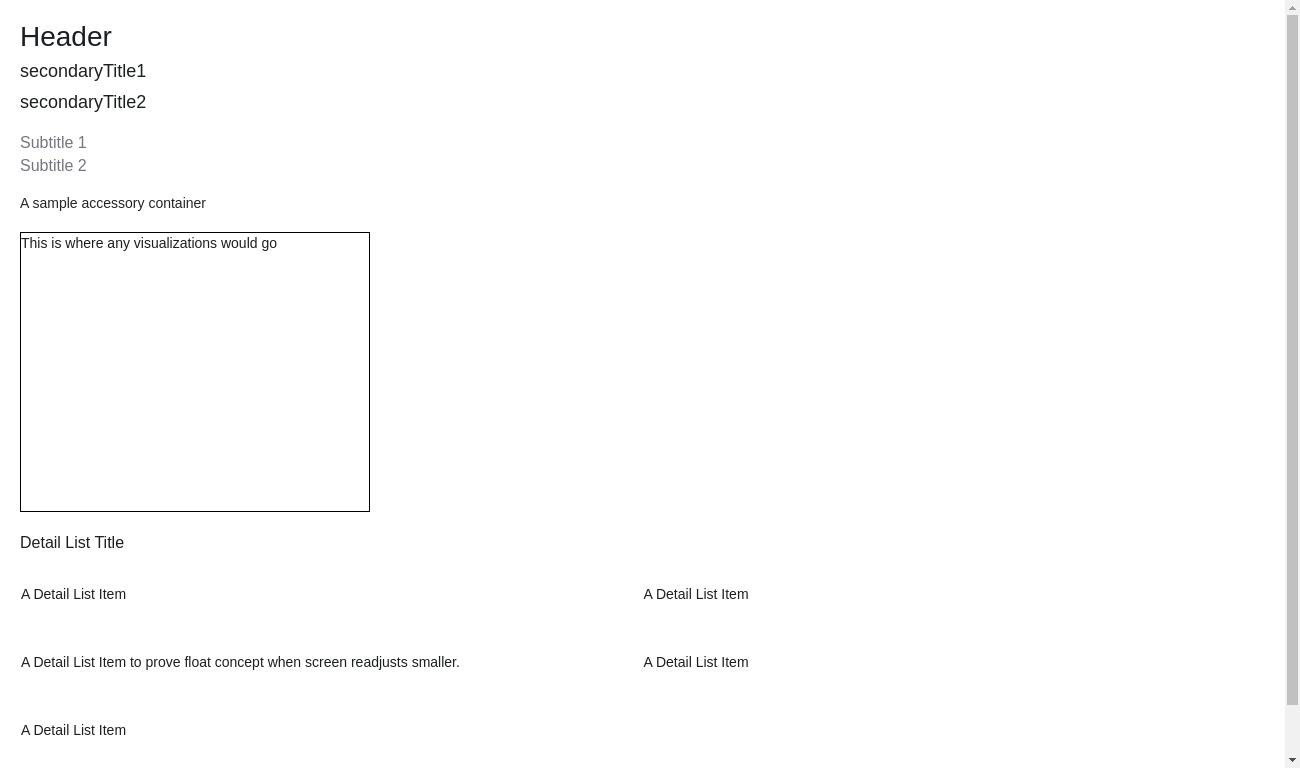 Header
secondaryTitle1
secondaryTitle2
Subtitle 1
Subtitle 2
A sample accessory container
This is where any visualizations would go
Detail List Title
A Detail List Item
A Detail List Item
A Detail List Item to prove float concept when screen readjusts smaller.
A Detail List Item
A Detail List Item